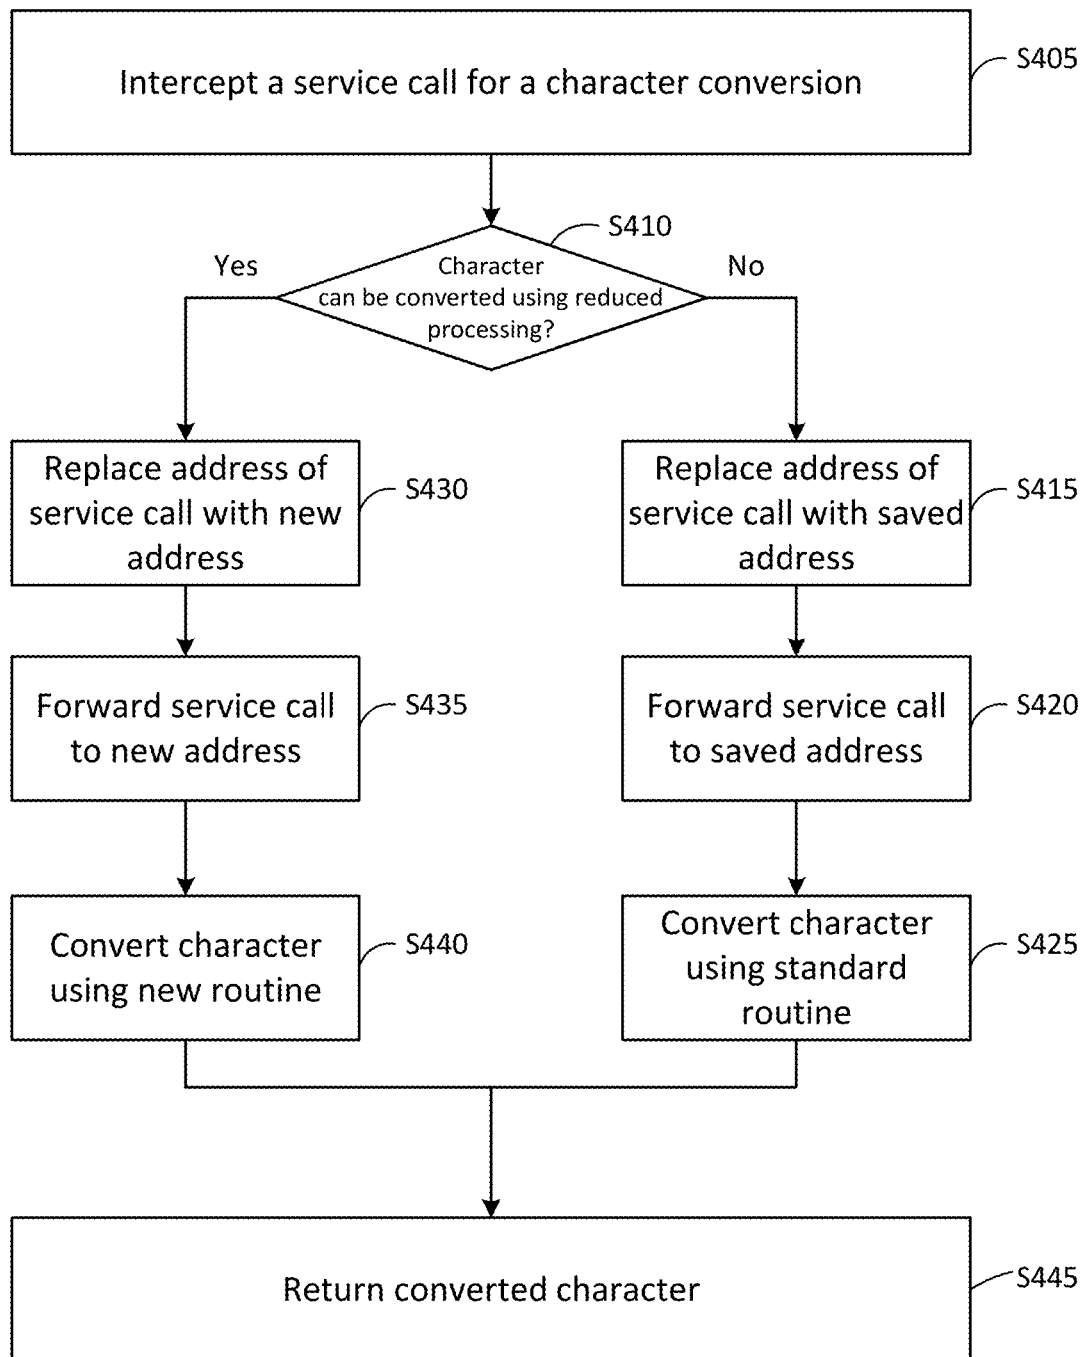 Intercept a service call for a character conversion
S405
S410
Yes
No
Character
can be converted using reduced
processing?
Replace address of
service call with new
address
S430
Replace address of
service call with saved
address
S415
Forward service call
to new address
S435
Forward service call
to saved address
S420
Convert character
using new routine
S440
Convert character
using standard
routine
S425
Return converted character
S445